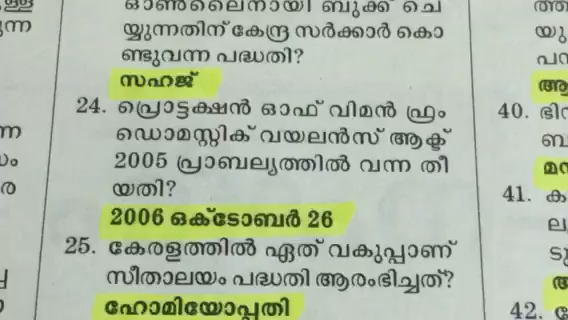 ഓൺലൈനായി ബുക്ക് ചെ
യ്യുന്നതിന് കേന്ദ്ര സർക്കാർ കൊ
ണ്ടുവന്ന പദ്ധതി?
സഹജ്
24. പ്രൊട്ടക്ഷൻ ഓഫ് വിമൻ ഫ്രം
ഡൊമസ്റ്റിക് വയലൻസ് ആക്ട്
2005 പ്രാബല്യത്തിൽ വന്ന തീ
യതി?
2006 ഒക്ടോബർ 26
25. കേരളത്തിൽ ഏത് വകുപ്പാണ്
സീതാലയം പദ്ധതി ആരംഭിച്ചത്?
ഹോമിയോപ്പതി
40.
41.
42.